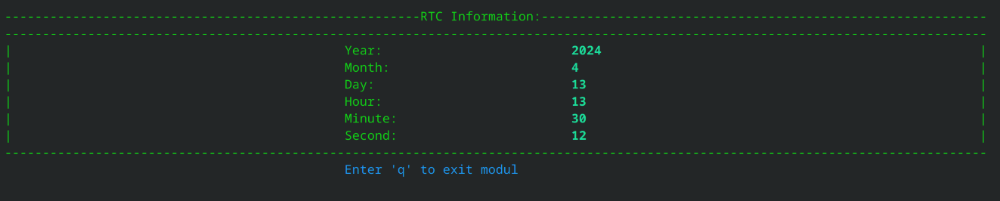 RTC Information:
Year: 2024
Month: 4
Day: 13
Hour: 13
Minute: 30
Second: 12
Enter 'q' to exit modul